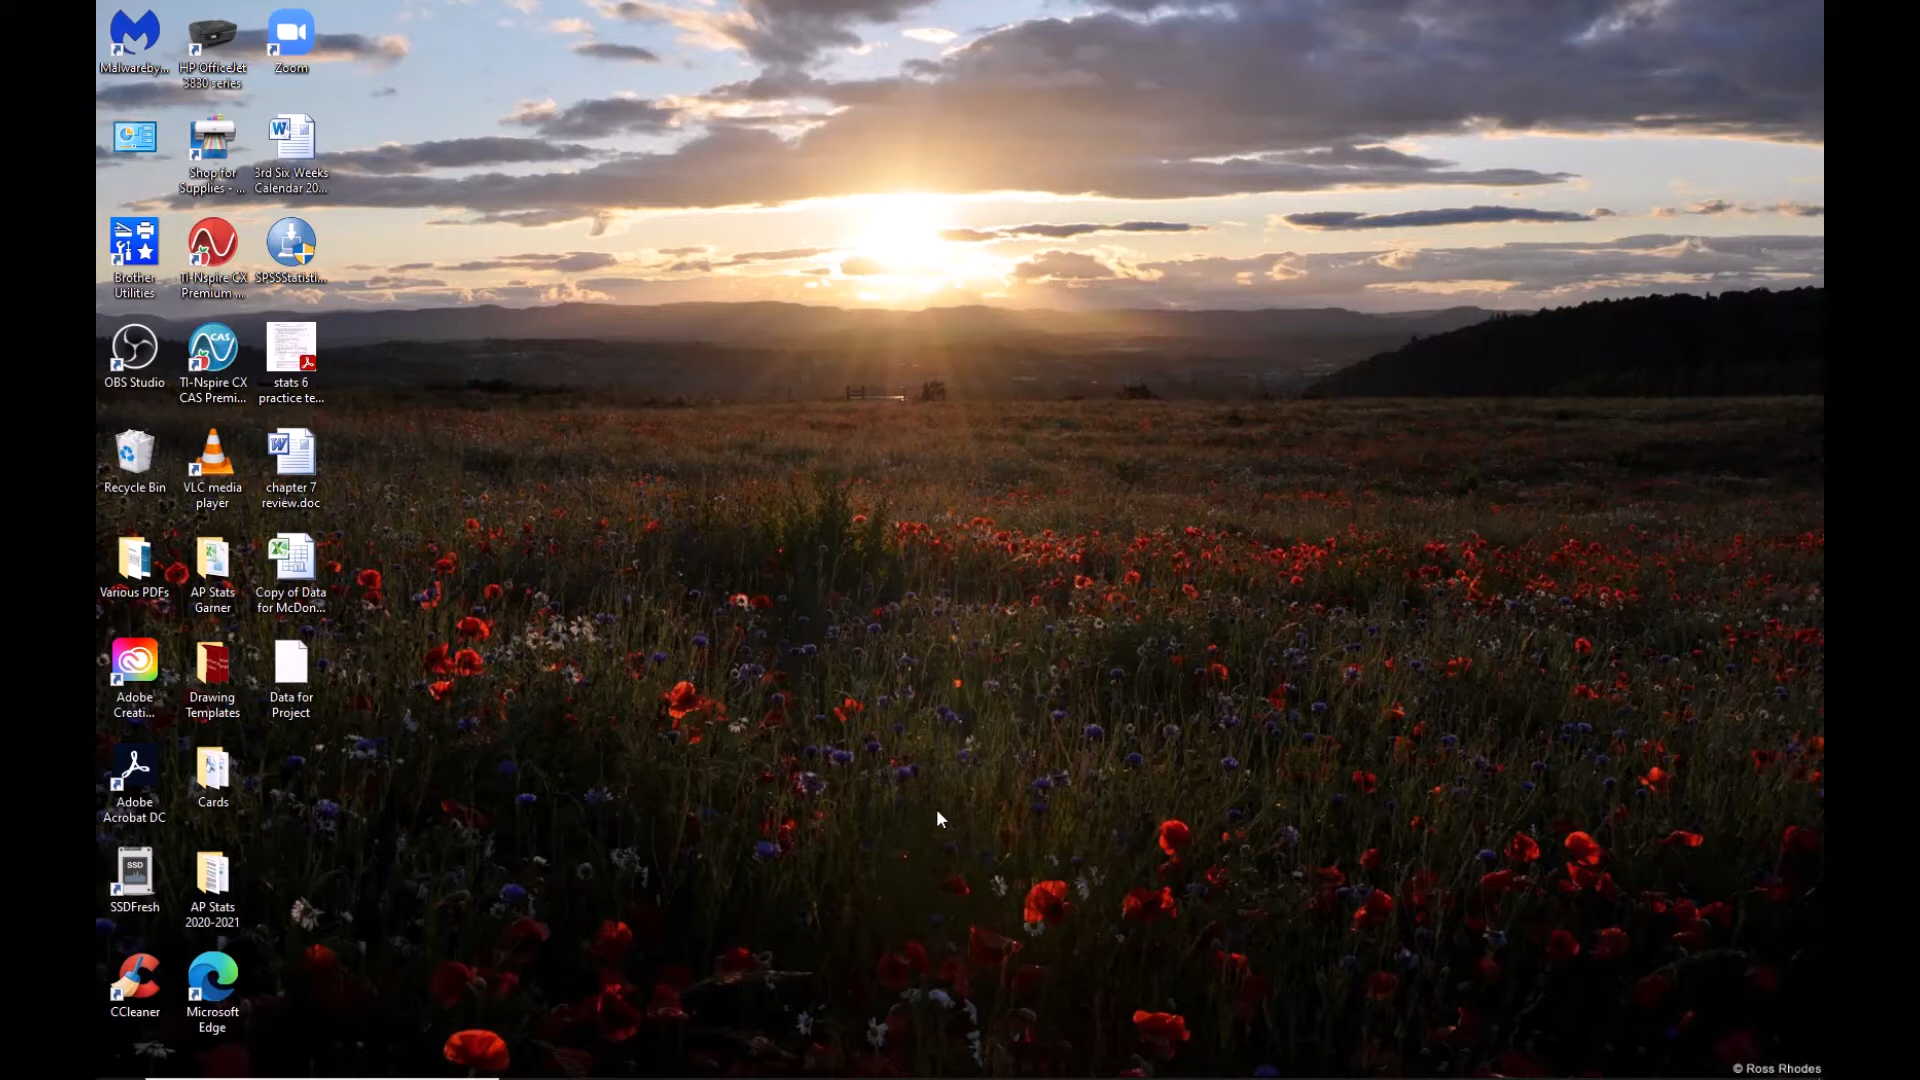 Malwareby...
HP OfficeJet
3830 series
Zoom
Shop for
Supplies - ...
3rd Six Weeks
Calendar 20...
Brother
Utilities
TI-Nspire CX
Premium ...
SPSSStatisti...
OBS Studio
TI-Nspire CX
CAS Premi...
stats 6
practice te...
Recycle Bin
VLC media
player
chapter 7
review.doc
Various PDFs
AP Stats
Garner
Copy of Data
for McDon...
Adobe
Creati...
Drawing
Templates
Data for
Project
Adobe
Acrobat DC
Cards
SSD
SSDFresh
AP Stats
2020-2021
CCleaner
Microsoft
Edge
CAS
© Ross Rhodes